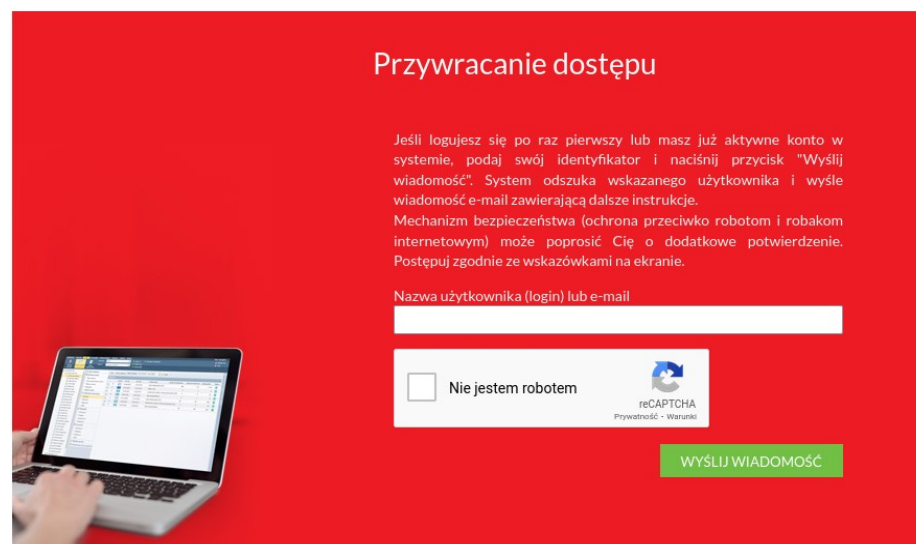 Przywracanie dostępu
Jeśli logujesz się po raz pierwszy lub masz już aktywne konto w
systemie, podaj swój identyfikator i naciśnij przycisk "Wyślij
wiadomość". System odszuka wskazanego użytkownika i wyśle
wiadomość e-mail zawierającą dalsze instrukcje.
Mechanizm bezpieczeństwa (ochrona przeciwko robotom i robakom
internetowym) może poprosić Cię o dodatkowe potwierdzenie.
Postępuj zgodnie ze wskazówkami na ekranie.
Nazwa użytkownika (login) lub e-mail
Nie jestem robotem
reCAPTCHA
Prywatność - Warunki
WYŚLIJ WIADOMOŚĆ